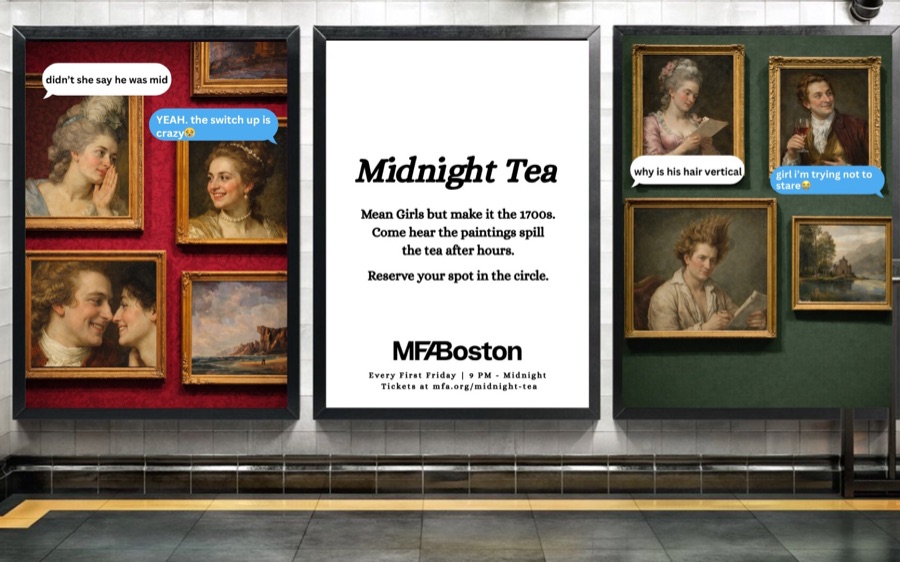 didn't she say he was mid
YEAH. the switch up is
crazy😢
Midnight Tea
Mean Girls but make it the 1700s.
Come hear the paintings spill
the tea after hours.
Reserve your spot in the circle.
MFABoston
Every First Friday | 9 PM - Midnight
Tickets at mfa.org/midnight-tea
why is his hair vertical
girl i'm trying not to
stare😂